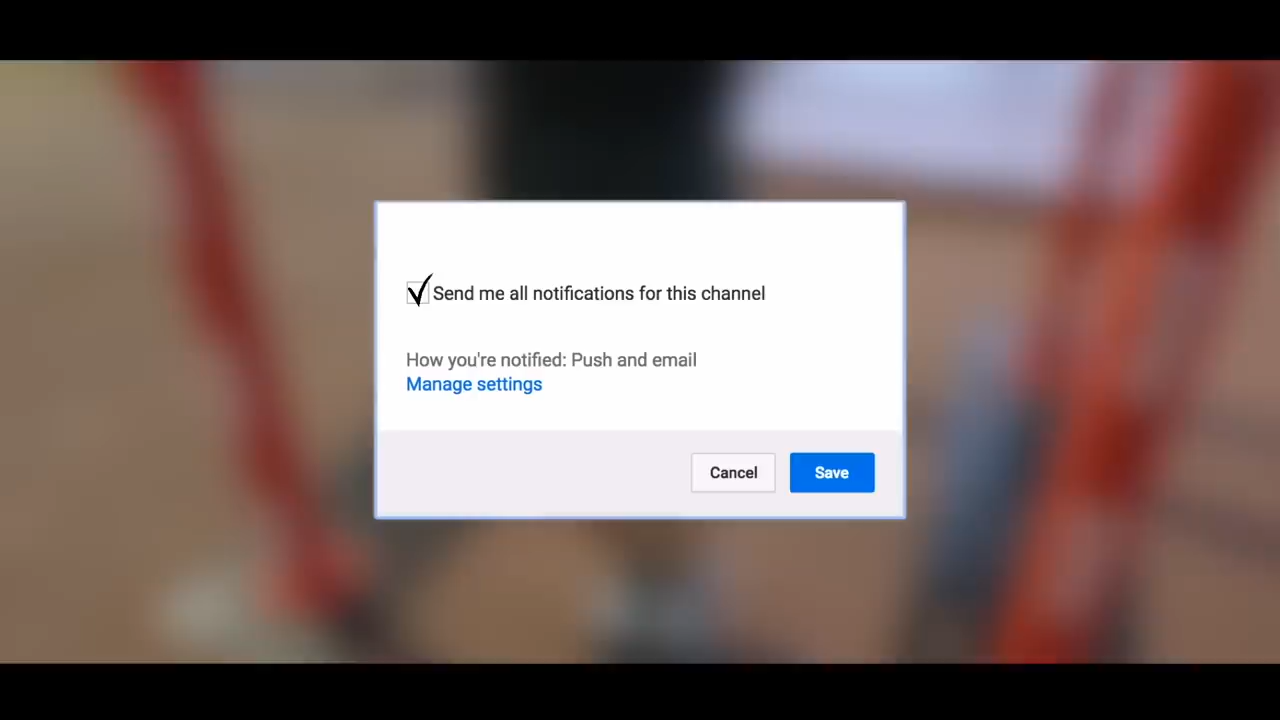 Send me all notifications for this channel
How you're notified: Push and email
Manage settings
Cancel
Save